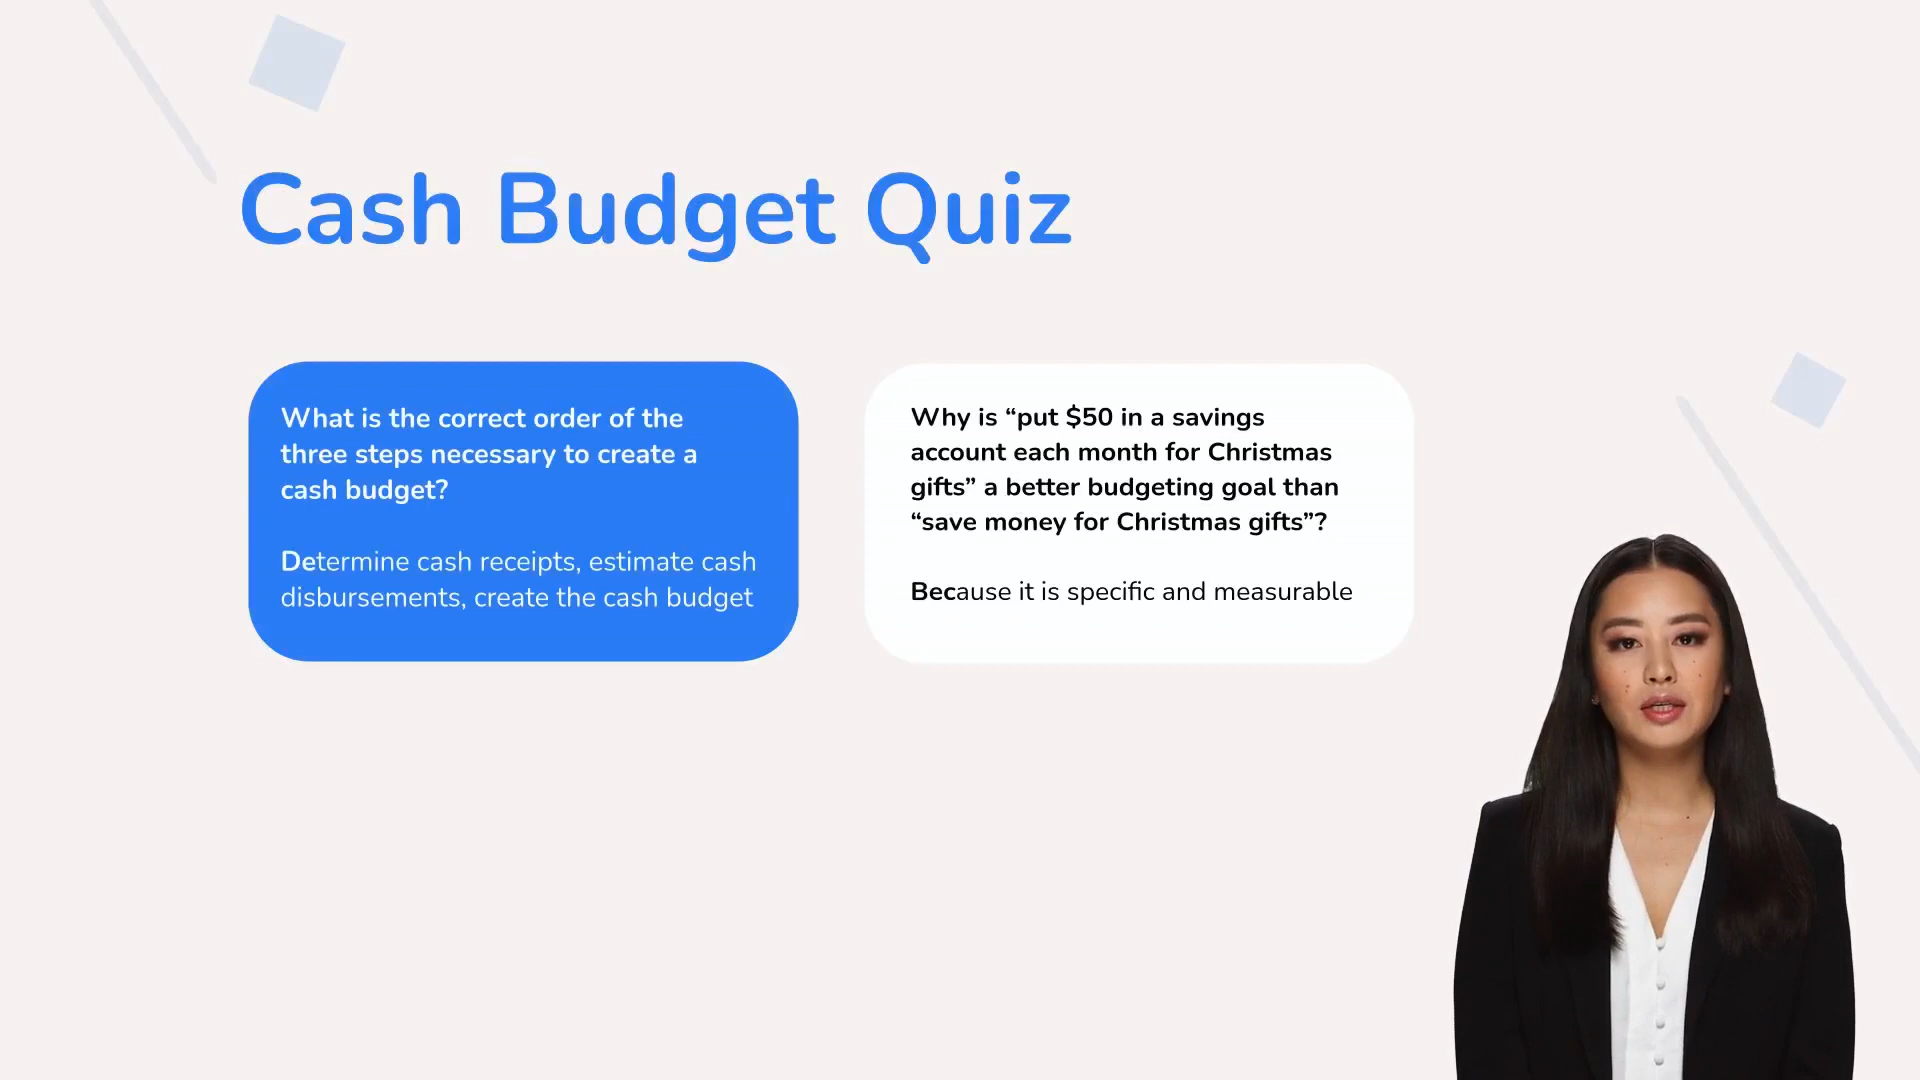 Cash Budget Quiz
What is the correct order of the
three steps necessary to create a
cash budget?
Determine cash receipts, estimate cash
disbursements, create the cash budget
Why is “put $50 in a savings
account each month for Christmas
gifts” a better budgeting goal than
“save money for Christmas gifts”?
Because it is specific and measurable